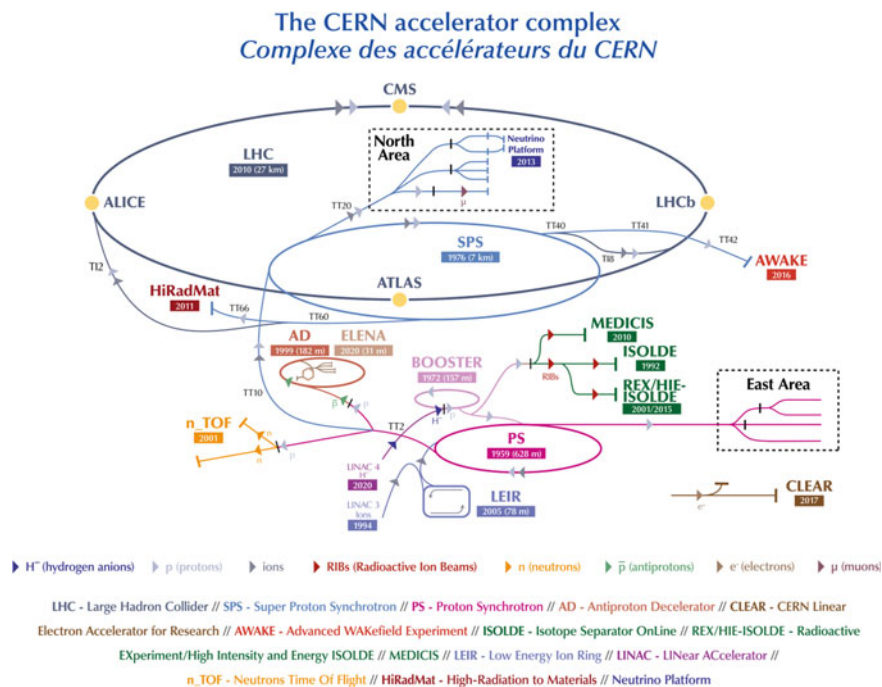 The CERN accelerator complex
Complexe des accélérateurs du CERN
CMS
North Area
Neutrino Platform
2013
LHC
2010 (27 km)
μ
ALICE
LHCb
TT20
TT40
TT41
TT42
SPS
1976 (7 km)
TI8
TI2
AWAKE
2016
HiRadMat
2011
ATLAS
TT66
TT60
AD
1999 (182 m)
ELENA
2020 (31 m)
MEDICIS
2010
BOOSTER
1972 (157 m)
ISOLDE
1992
RIBs
REX/HIE-
ISOLDE
2001/2015
East Area
TT10
p̄
p
TT2
H⁻
p
n_TOF
2001
n
n
p
PS
1959 (628 m)
LINAC 4
H⁻
2020
LINAC 3
Ions
1994
LEIR
2005 (78 m)
CLEAR
2017
e⁻
H⁻ (hydrogen anions) p (protons) ions RIBs (Radioactive Ion Beams) n (neutrons) p̄ (antiprotons) e⁻ (electrons) μ (muons)
LHC - Large Hadron Collider // SPS - Super Proton Synchrotron // PS - Proton Synchrotron // AD - Antiproton Decelerator // CLEAR - CERN Linear
Electron Accelerator for Research // AWAKE - Advanced WAKefield Experiment // ISOLDE - Isotope Separator OnLine // REX/HIE-ISOLDE - Radioactive
EXperiment/High Intensity and Energy ISOLDE // MEDICIS // LEIR - Low Energy Ion Ring // LINAC - LINear ACcelerator //
n_TOF - Neutrons Time Of Flight // HiRadMat - High-Radiation to Materials // Neutrino Platform